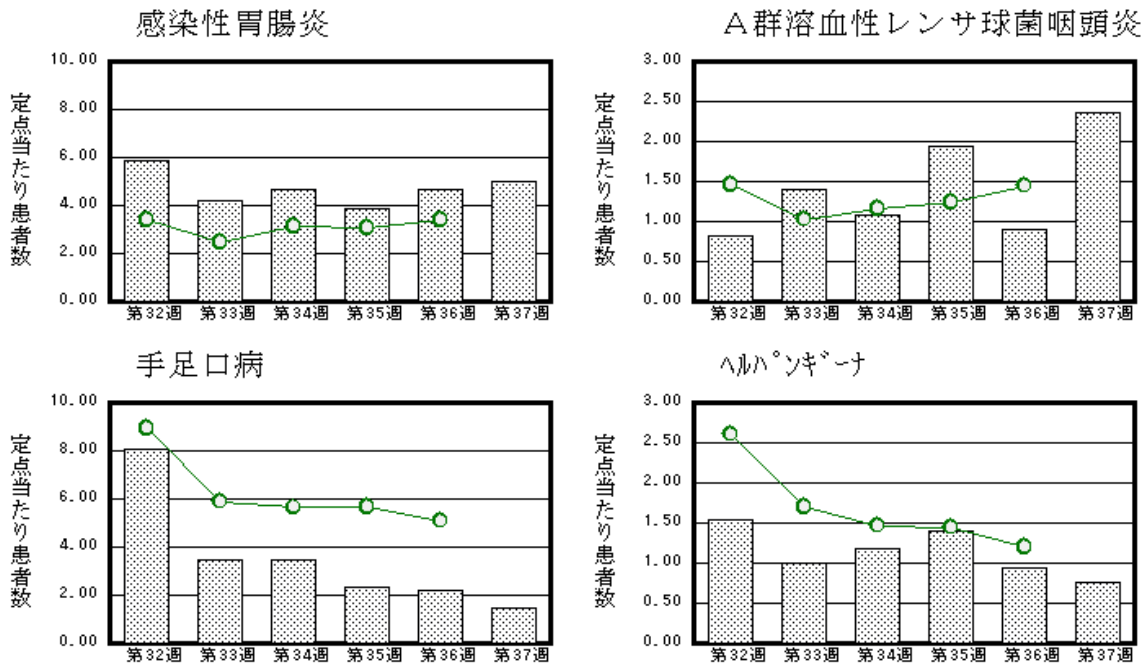 感染性胃腸炎
定点当たり患者数
10.00
8.00
6.00
4.00
2.00
0.00
第32週 第33週 第34週 第35週 第36週 第37週
A群溶血性レンサ球菌咽頭炎
定点当たり患者数
3.00
2.50
2.00
1.50
1.00
0.50
0.00
第32週 第33週 第34週 第35週 第36週 第37週
手足口病
定点当たり患者数
10.00
8.00
6.00
4.00
2.00
0.00
第32週 第33週 第34週 第35週 第36週 第37週
ﾍﾙﾊﾟﾝｷﾞｰﾅ
定点当たり患者数
3.00
2.50
2.00
1.50
1.00
0.50
0.00
第32週 第33週 第34週 第35週 第36週 第37週